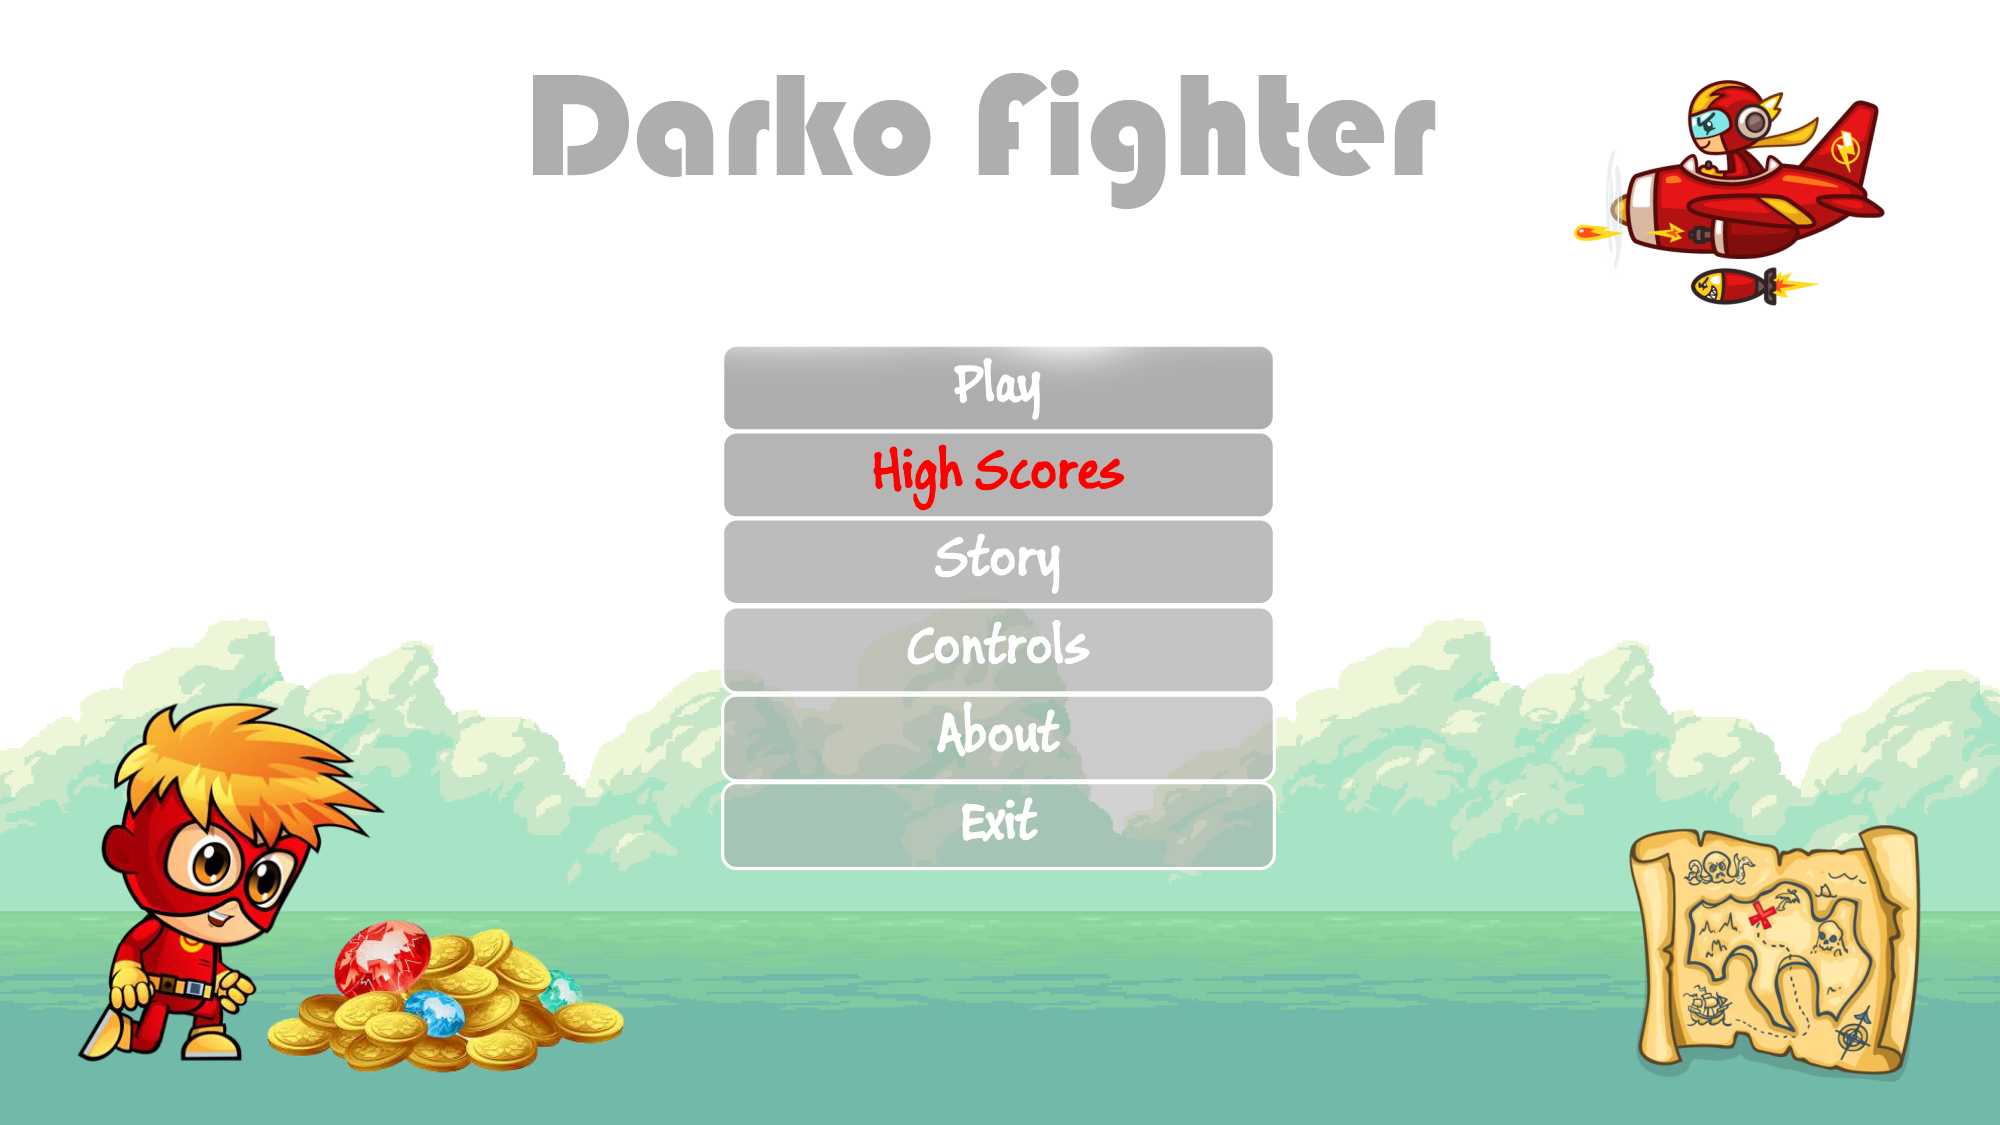 Darko Fighter
Play
High Scores
Story
Controls
About
Exit